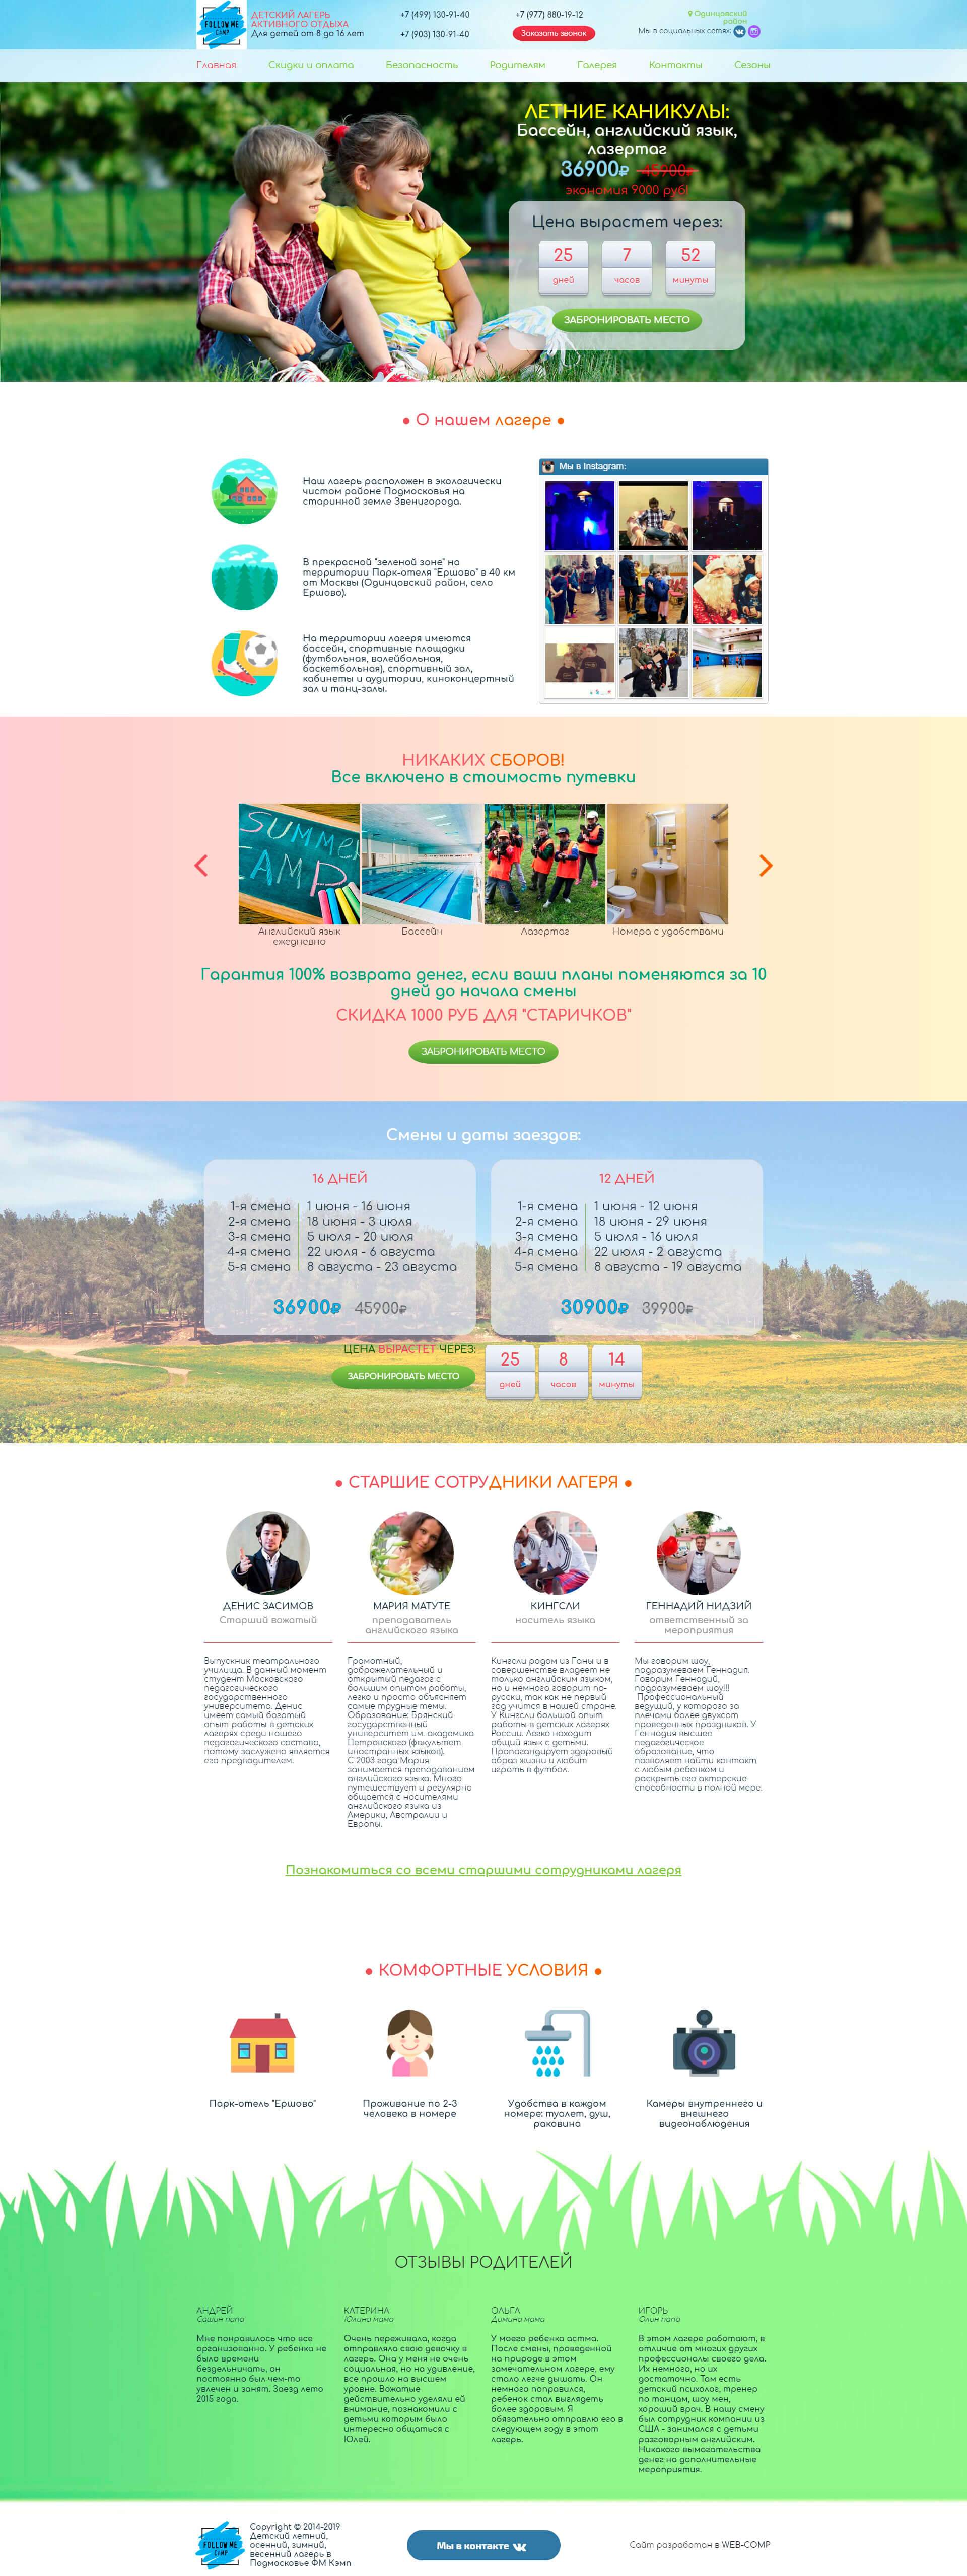 FOLLOW ME
CAMP
ДЕТСКИЙ ЛАГЕРЬ
АКТИВНОГО ОТДЫХА
Для детей от 8 до 16 лет
+7 (499) 130-91-40
+7 (903) 130-91-40
+7 (977) 880-19-12
Заказать звонок
Одинцовский
район
Мы в социальных сетях:
Главная
Скидки и оплата
Безопасность
Родителям
Галерея
Контакты
Сезоны
ЛЕТНИЕ КАНИКУЛЫ:
Бассейн, английский язык,
лазертаг
36900₽ 45900₽
экономия 9000 руб!
Цена вырастет через:
25 7 52
дней часов минуты
ЗАБРОНИРОВАТЬ МЕСТО
● О нашем лагере ●
Наш лагерь расположен в экологически
чистом районе Подмосковья на
старинной земле Звенигорода.
В прекрасной "зеленой зоне" на
территории Парк-отеля "Ершово" в 40 км
от Москвы (Одинцовский район, село
Ершово).
На территории лагеря имеются
бассейн, спортивные площадки
(футбольная, волейбольная,
баскетбольная), спортивный зал,
кабинеты и аудитории, киноконцертный
зал и танц-залы.
Мы в Instagram:
НИКАКИХ СБОРОВ!
Все включено в стоимость путевки
SUMMER
CAMP
Английский язык
ежедневно
Бассейн
Лазертаг
Номера с удобствами
Гарантия 100% возврата денег, если ваши планы поменяются за 10
дней до начала смены
СКИДКА 1000 РУБ ДЛЯ "СТАРИЧКОВ"
ЗАБРОНИРОВАТЬ МЕСТО
Смены и даты заездов:
16 ДНЕЙ
1-я смена 1 июня - 16 июня
2-я смена 18 июня - 3 июля
3-я смена 5 июля - 20 июля
4-я смена 22 июля - 6 августа
5-я смена 8 августа - 23 августа
36900₽ 45900₽
12 ДНЕЙ
1-я смена 1 июня - 12 июня
2-я смена 18 июня - 29 июня
3-я смена 5 июля - 16 июля
4-я смена 22 июля - 2 августа
5-я смена 8 августа - 19 августа
30900₽ 39900₽
ЦЕНА ВЫРАСТЕТ ЧЕРЕЗ:
ЗАБРОНИРОВАТЬ МЕСТО
25 8 14
дней часов минуты
● СТАРШИЕ СОТРУДНИКИ ЛАГЕРЯ ●
ДЕНИС ЗАСИМОВ
Старший вожатый
Выпускник театрального
училища. В данный момент
студент Московского
педагогического
государственного
университета. Денис
имеет самый богатый
опыт работы в детских
лагерях среди нашего
педагогического состава,
потому заслужено является
его предводителем.
МАРИЯ МАТУТЕ
преподаватель
английского языка
Грамотный,
доброжелательный и
открытый педагог с
большим опытом работы,
легко и просто объясняет
самые трудные темы.
Образование: Брянский
государственный
университет им. академика
Петровского (факультет
иностранных языков).
С 2003 года Мария
занимается преподаванием
английского языка. Много
путешествует и регулярно
общается с носителями
английского языка из
Америки, Австралии и
Европы.
КИНГСЛИ
носитель языка
Кингсли родом из Ганы и в
совершенстве владеет не
только английским языком,
но и немного говорит по-
русски, так как не первый
год учится в нашей стране.
У Кингсли большой опыт
работы в детских лагерях
России. Легко находит
общий язык с детьми.
Пропагандирует здоровый
образ жизни и любит
играть в футбол.
ГЕННАДИЙ НИДЗИЙ
ответственный за
мероприятия
Мы говорим шоу,
подразумеваем Геннадия.
Говорим Геннадий,
подразумеваем шоу!!!
Профессиональный
ведущий, у которого за
плечами более двухсот
проведенных праздников. У
Геннадия высшее
педагогическое
образование, что
позволяет найти контакт
с любым ребенком и
раскрыть его актерские
способности в полной мере.
Познакомиться со всеми старшими сотрудниками лагеря
● КОМФОРТНЫЕ УСЛОВИЯ ●
Парк-отель "Ершово"
Проживание по 2-3
человека в номере
Удобства в каждом
номере: туалет, душ,
раковина
Камеры внутреннего и
внешнего
видеонаблюдения
ОТЗЫВЫ РОДИТЕЛЕЙ
АНДРЕЙ
Сашин папа
Мне понравилось что все
организованно. У ребенка не
было времени
бездельничать, он
постоянно был чем-то
увлечен и занят. Заезд лето
2015 года.
КАТЕРИНА
Юлина мама
Очень переживала, когда
отправляла свою девочку в
лагерь. Она у меня не очень
социальная, но на удивление,
все прошло на высшем
уровне. Вожатые
действительно уделяли ей
внимание, познакомили с
детьми которым было
интересно общаться с
Юлей.
ОЛЬГА
Димина мама
У моего ребенка астма.
После смены, проведенной
на природе в этом
замечательном лагере, ему
стало легче дышать. Он
немного поправился,
ребенок стал выглядеть
более здоровым. Я
обязательно отправлю его в
следующем году в этот
лагерь.
ИГОРЬ
Олин папа
В этом лагере работают, в
отличие от многих других
профессионалы своего дела.
Их немного, но их
достаточно. Там есть
детский психолог, тренер
по танцам, шоу мен,
хороший врач. В нашу смену
был сотрудник компании из
США - занимался с детьми
разговорным английским.
Никакого вымогательства
денег на дополнительные
мероприятия.
FOLLOW ME
CAMP
Copyright © 2014-2019
Детский летний,
осенний, зимний,
весенний лагерь в
Подмосковье ФМ Кэмп
Мы в контакте
Сайт разработан в WEB-COMP